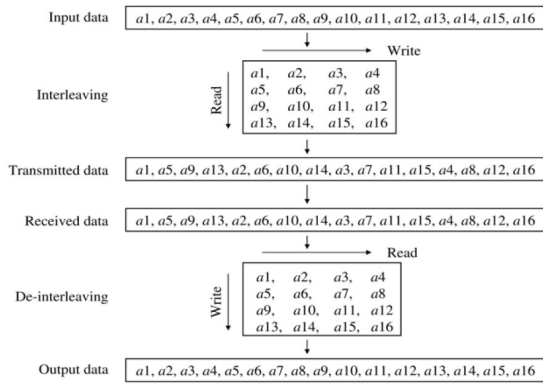 Input data a1, a2, a3, a4, a5, a6, a7, a8, a9, a10, a11, a12, a13, a14, a15, a16
Write
Interleaving
Read
a1, a2, a3, a4
a5, a6, a7, a8
a9, a10, a11, a12
a13, a14, a15, a16
Transmitted data a1, a5, a9, a13, a2, a6, a10, a14, a3, a7, a11, a15, a4, a8, a12, a16
Received data a1, a5, a9, a13, a2, a6, a10, a14, a3, a7, a11, a15, a4, a8, a12, a16
Read
De-interleaving
Write
a1, a2, a3, a4
a5, a6, a7, a8
a9, a10, a11, a12
a13, a14, a15, a16
Output data a1, a2, a3, a4, a5, a6, a7, a8, a9, a10, a11, a12, a13, a14, a15, a16